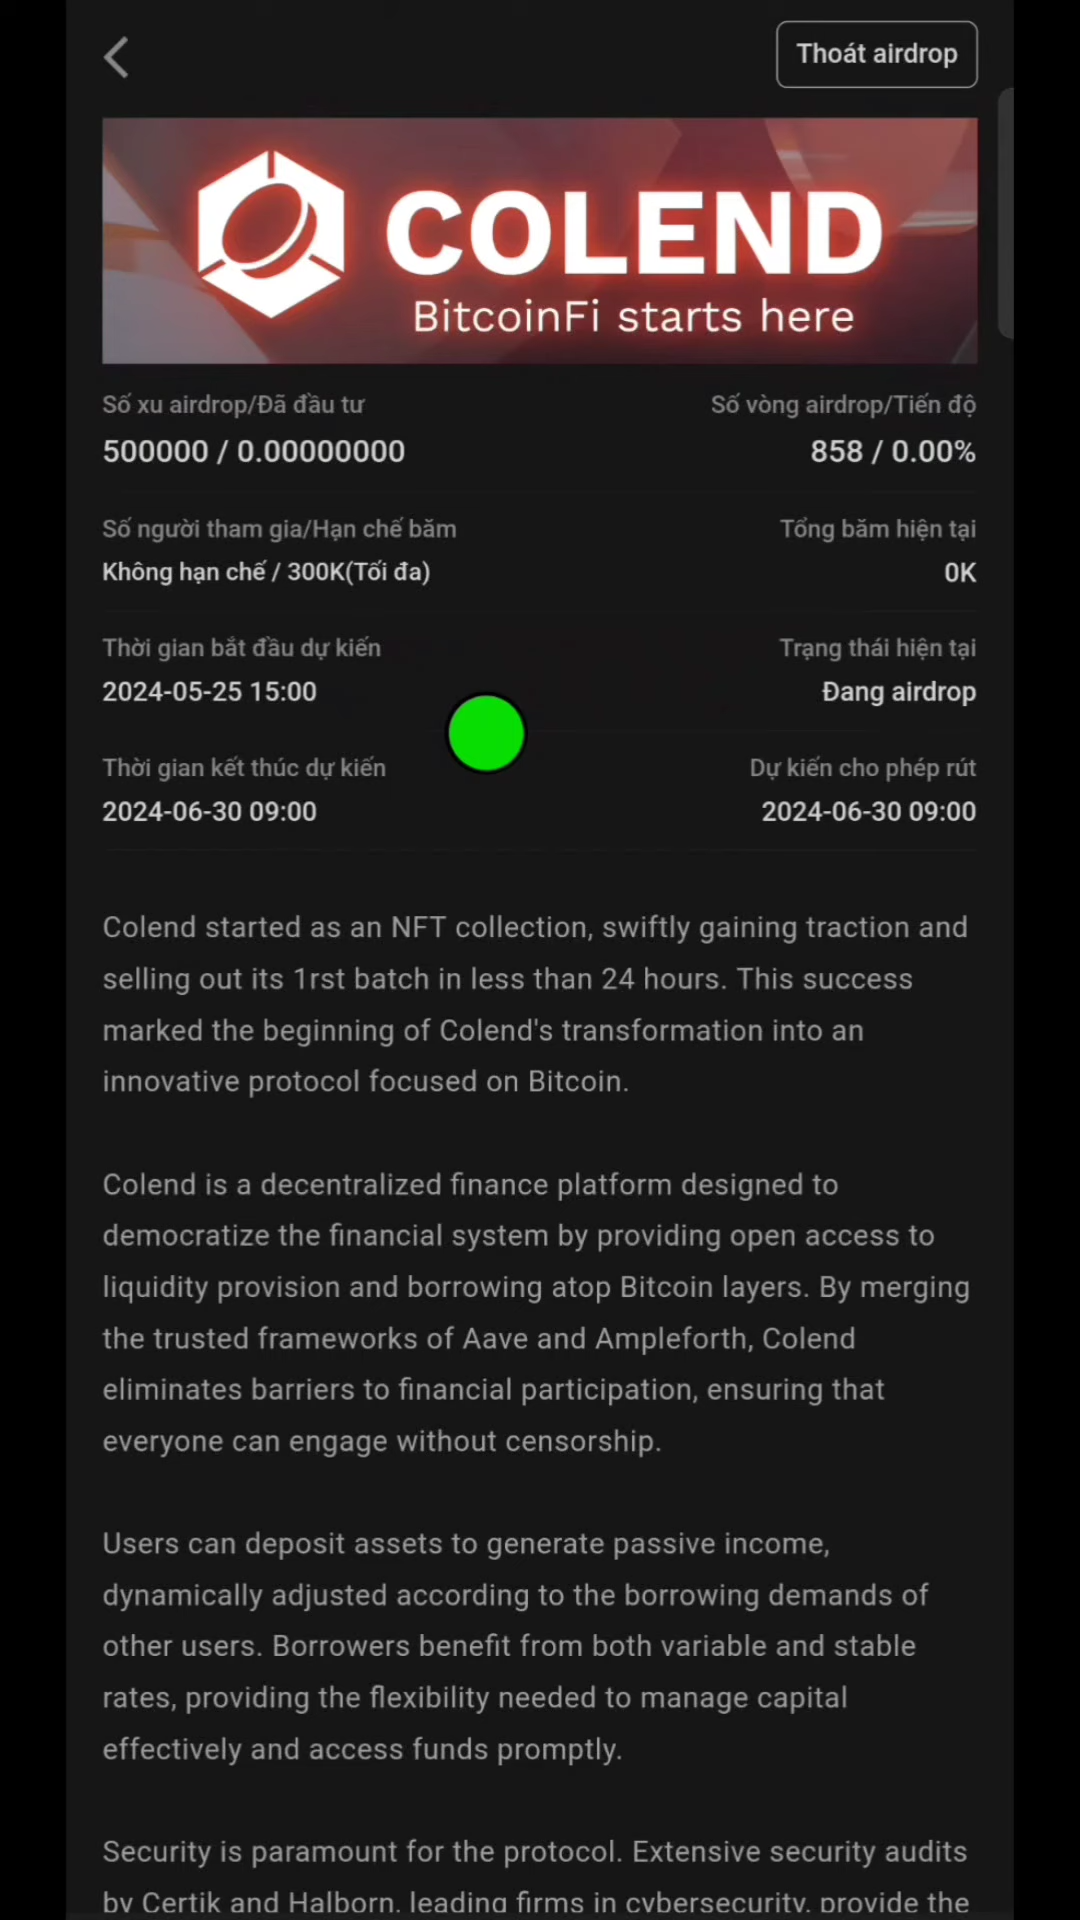 Thoát airdrop
COLEND
BitcoinFi starts here
Số xu airdrop/Đã đầu tư
Số vòng airdrop/Tiến độ
500000 / 0.00000000
858 / 0.00%
Số người tham gia/Hạn chế băm
Tổng băm hiện tại
Không hạn chế / 300K(Tối đa)
0K
Thời gian bắt đầu dự kiến
Trạng thái hiện tại
2024-05-25 15:00
Đang airdrop
Thời gian kết thúc dự kiến
Dự kiến cho phép rút
2024-06-30 09:00
2024-06-30 09:00
Colend started as an NFT collection, swiftly gaining traction and
selling out its 1rst batch in less than 24 hours. This success
marked the beginning of Colend's transformation into an
innovative protocol focused on Bitcoin.
Colend is a decentralized finance platform designed to
democratize the financial system by providing open access to
liquidity provision and borrowing atop Bitcoin layers. By merging
the trusted frameworks of Aave and Ampleforth, Colend
eliminates barriers to financial participation, ensuring that
everyone can engage without censorship.
Users can deposit assets to generate passive income,
dynamically adjusted according to the borrowing demands of
other users. Borrowers benefit from both variable and stable
rates, providing the flexibility needed to manage capital
effectively and access funds promptly.
Security is paramount for the protocol. Extensive security audits
by Certik and Halborn, leading firms in cybersecurity, provide the